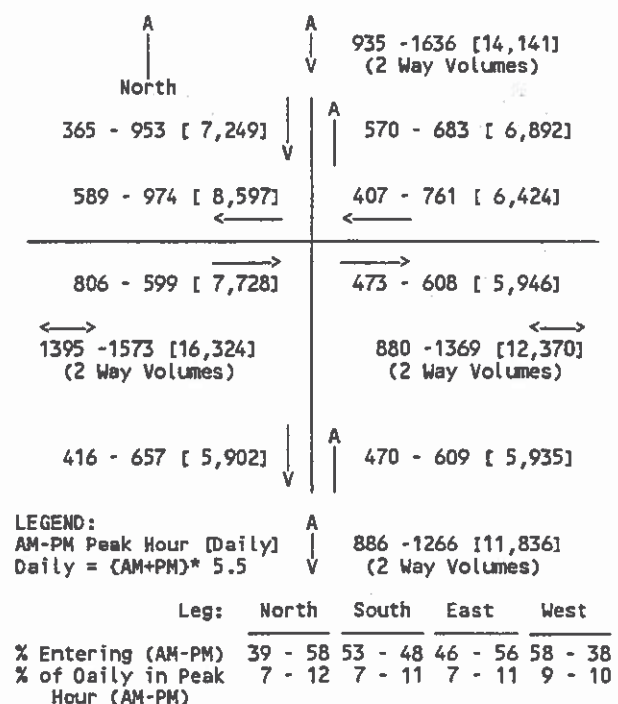 A A
935 -1636 [14,141]
(2 Way Volumes)
North
365 - 953 [ 7,249] A 570 - 683 [ 6,892]
V
589 - 974 [ 8,597] 407 - 761 [ 6,424]
806 - 599 [ 7,728] 473 - 608 [ 5,946]
1395 -1573 [16,324] 880 -1369 [12,370]
(2 Way Volumes) (2 Way Volumes)
A
416 - 657 [ 5,902] 470 - 609 [ 5,935]
V
LEGEND: A
AM-PM Peak Hour [Daily] 886 -1266 [11,836]
Daily = (AM+PM)* 5.5 V (2 Way Volumes)
Leg: North South East West
% Entering (AM-PM) 39 - 58 53 - 48 46 - 56 58 - 38
% of Oaily in Peak 7 - 12 7 - 11 7 - 11 9 - 10
Hour (AM-PM)